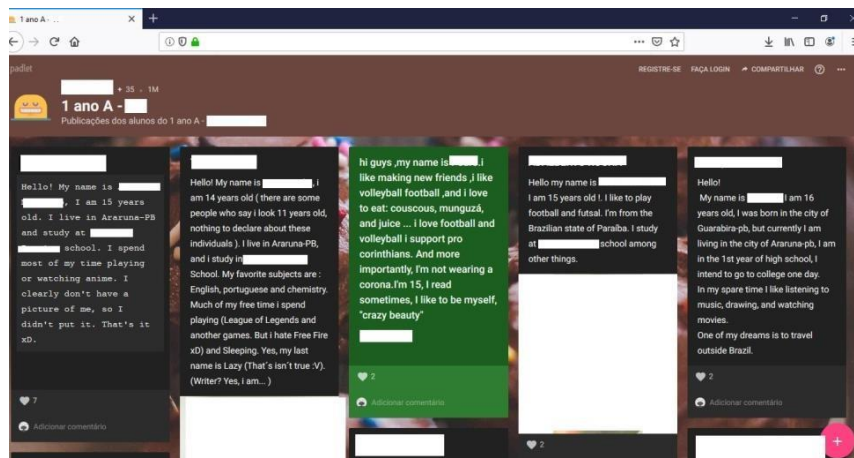 1 ano A - ..
padlet
+ 35 . 1M
REGISTRE-SE FAÇA LOGIN COMPARTILHAR
1 ano A -
Publicações dos alunos do 1 ano A -
Hello! My name is
, I am 15 years
old. I live in Araruna-PB
and study at
school. I spend
most of my time playing
or watching anime. I
clearly don't have a
picture of me, so I
didn't put it. That's it
xD.
7
Adicionar comentário
Hello! My name is , i
am 14 years old ( there are some
people who say i look 11 years old,
nothing to declare about these
individuals ). I live in Araruna-PB,
and i study in
School. My favorite subjects are :
English, portuguese and chemistry.
Much of my free time i spend
playing (League of Legends and
another games. But i hate Free Fire
xD) and Sleeping. Yes, my last
name is Lazy (That´s isn´t true :V).
(Writer? Yes, i am... )
hi guys ,my name is .i
like making new friends ,i like
volleyball football ,and i love
to eat: couscous, munguzá,
and juice ... i love football and
volleyball i support pro
corinthians. And more
importantly, I'm not wearing a
corona.I'm 15, I read
sometimes, I like to be myself,
"crazy beauty"
2
Adicionar comentário
Hello my name is
I am 15 years old !. I like to play
football and futsal. I'm from the
Brazilian state of Paraíba. I study
at school among
other things.
2
Hello!
My name is I am 16
years old, I was born in the city of
Guarabira-pb, but currently I am
living in the city of Araruna-pb, I am
in the 1st year of high school, I
intend to go to college one day.
In my spare time I like listening to
music, drawing, and watching
movies.
One of my dreams is to travel
outside Brazil.
2
Adicionar comentário